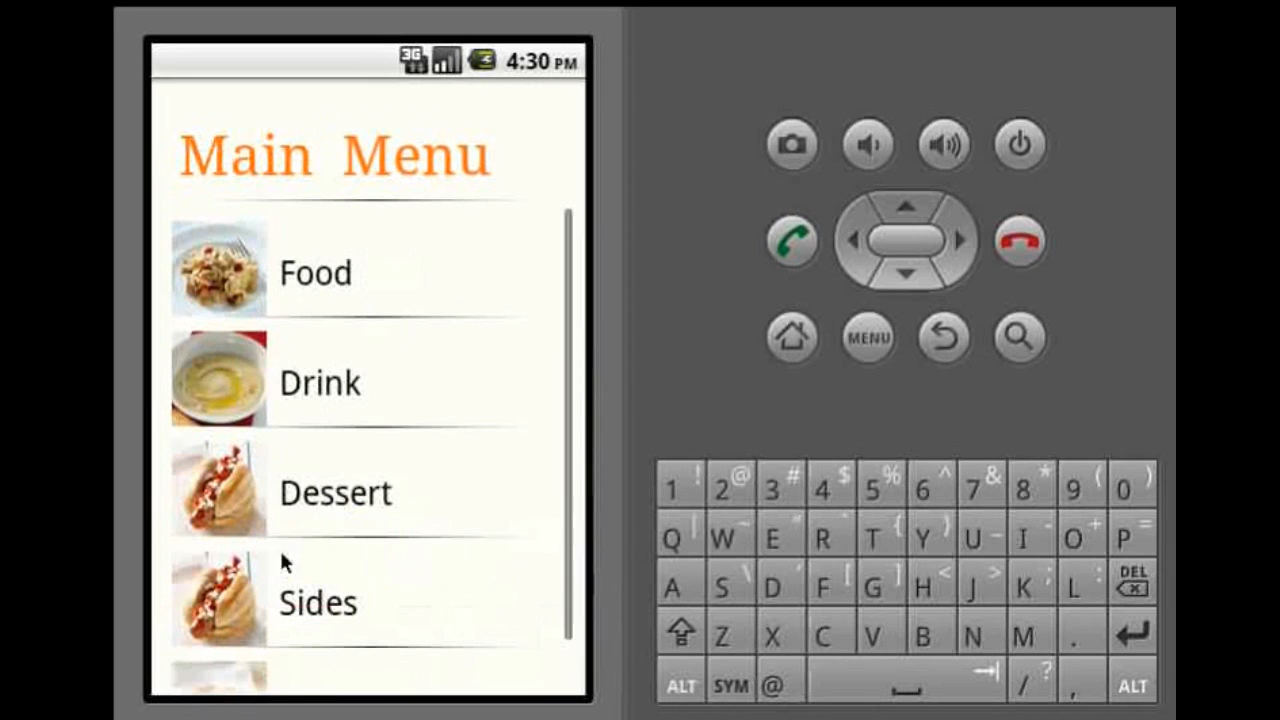 3G 4:30 PM
Main Menu
Food
Drink
Dessert
Sides
MENU
1 ! 2 @ 3 # 4 $ 5 % 6 ^ 7 & 8 * 9 ( 0 )
Q | W ~ E " R ` T { Y } U _ I - O + P =
A S \ D ' F [ G ] H < J > K ; L : DEL
Z X C V B N M .
ALT SYM @ / ? , ALT